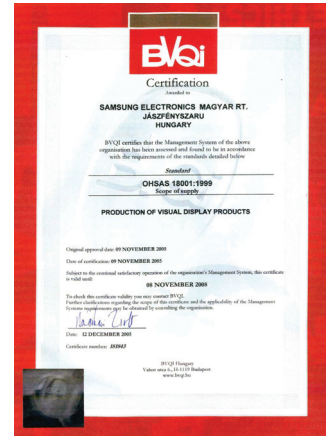 BVQi
Certification
Awarded to
SAMSUNG ELECTRONICS MAGYAR RT.
JÁSZFÉNYSZARU
HUNGARY
BVQI certifies that the Management System of the above
organisation has been assessed and found to be in accordance
with the requirements of the standards detailed below
Standard
OHSAS 18001:1999
Scope of supply
PRODUCTION OF VISUAL DISPLAY PRODUCTS
Original approval date: 09 NOVEMBER 2005
Date of certification: 09 NOVEMBER 2005
Subject to the continual satisfactory operation of the organisation's Management System, this certificate
is valid until:
08 NOVEMBER 2008
To check this certificate validity you may contact BVQI.
Further clarifications regarding the scope of this certificate and the applicability of the Management
Systems requirements may be obtained by consulting the organisation.
Date: 12 DECEMBER 2005
Certificate number:
BVQI Hungary
Budapest
www.bvqi.hu